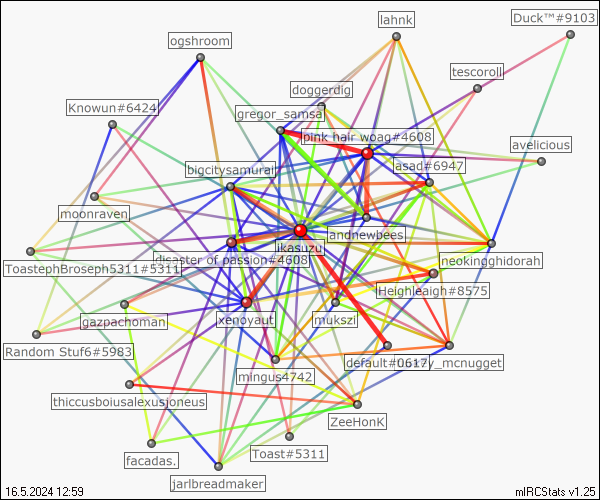 lahnk
Duck™#9103
ogshroom
tescoroll
doggerdig
Knowun#6424
gregor_samsa
pink hair woag#4608
avelicious
bigcitysamurai
lasad#6947
moonraven
andnewbees
ikasuzu
disaster of passion#4608
neokingghidorah
ToastephBroseph5311#5311
Heighleaigh#8575
gazpachoman
xenoyaut
mukszi
Random Stuf6#5983
default#0617
y_mcnugget
mingus4742
thiccusboiusalexusjoneus
ZeeHonK
facadas.
Toast#5311
jarlbreadmaker
16.5.2024 12:59
mIRCStats v1.25